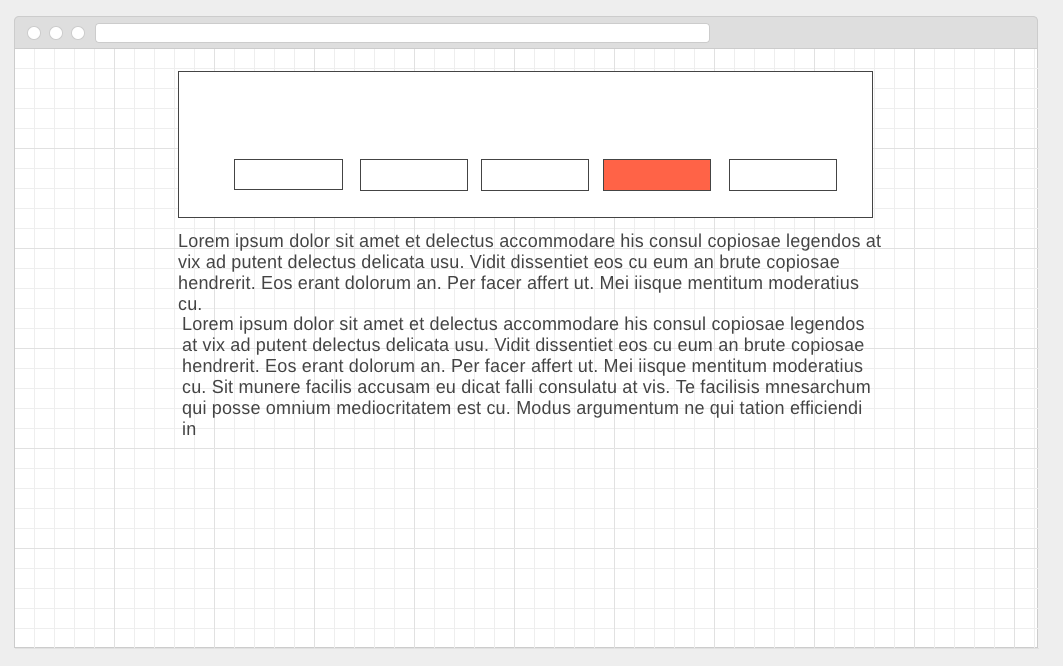 Lorem ipsum dolor sit amet et delectus accommodare his consul copiosae legendos at
vix ad putent delectus delicata usu. Vidit dissentiet eos cu eum an brute copiosae
hendrerit. Eos erant dolorum an. Per facer affert ut. Mei iisque mentitum moderatius
cu.
Lorem ipsum dolor sit amet et delectus accommodare his consul copiosae legendos
at vix ad putent delectus delicata usu. Vidit dissentiet eos cu eum an brute copiosae
hendrerit. Eos erant dolorum an. Per facer affert ut. Mei iisque mentitum moderatius
cu. Sit munere facilis accusam eu dicat falli consulatu at vis. Te facilisis mnesarchum
qui posse omnium mediocritatem est cu. Modus argumentum ne qui tation efficiendi
in